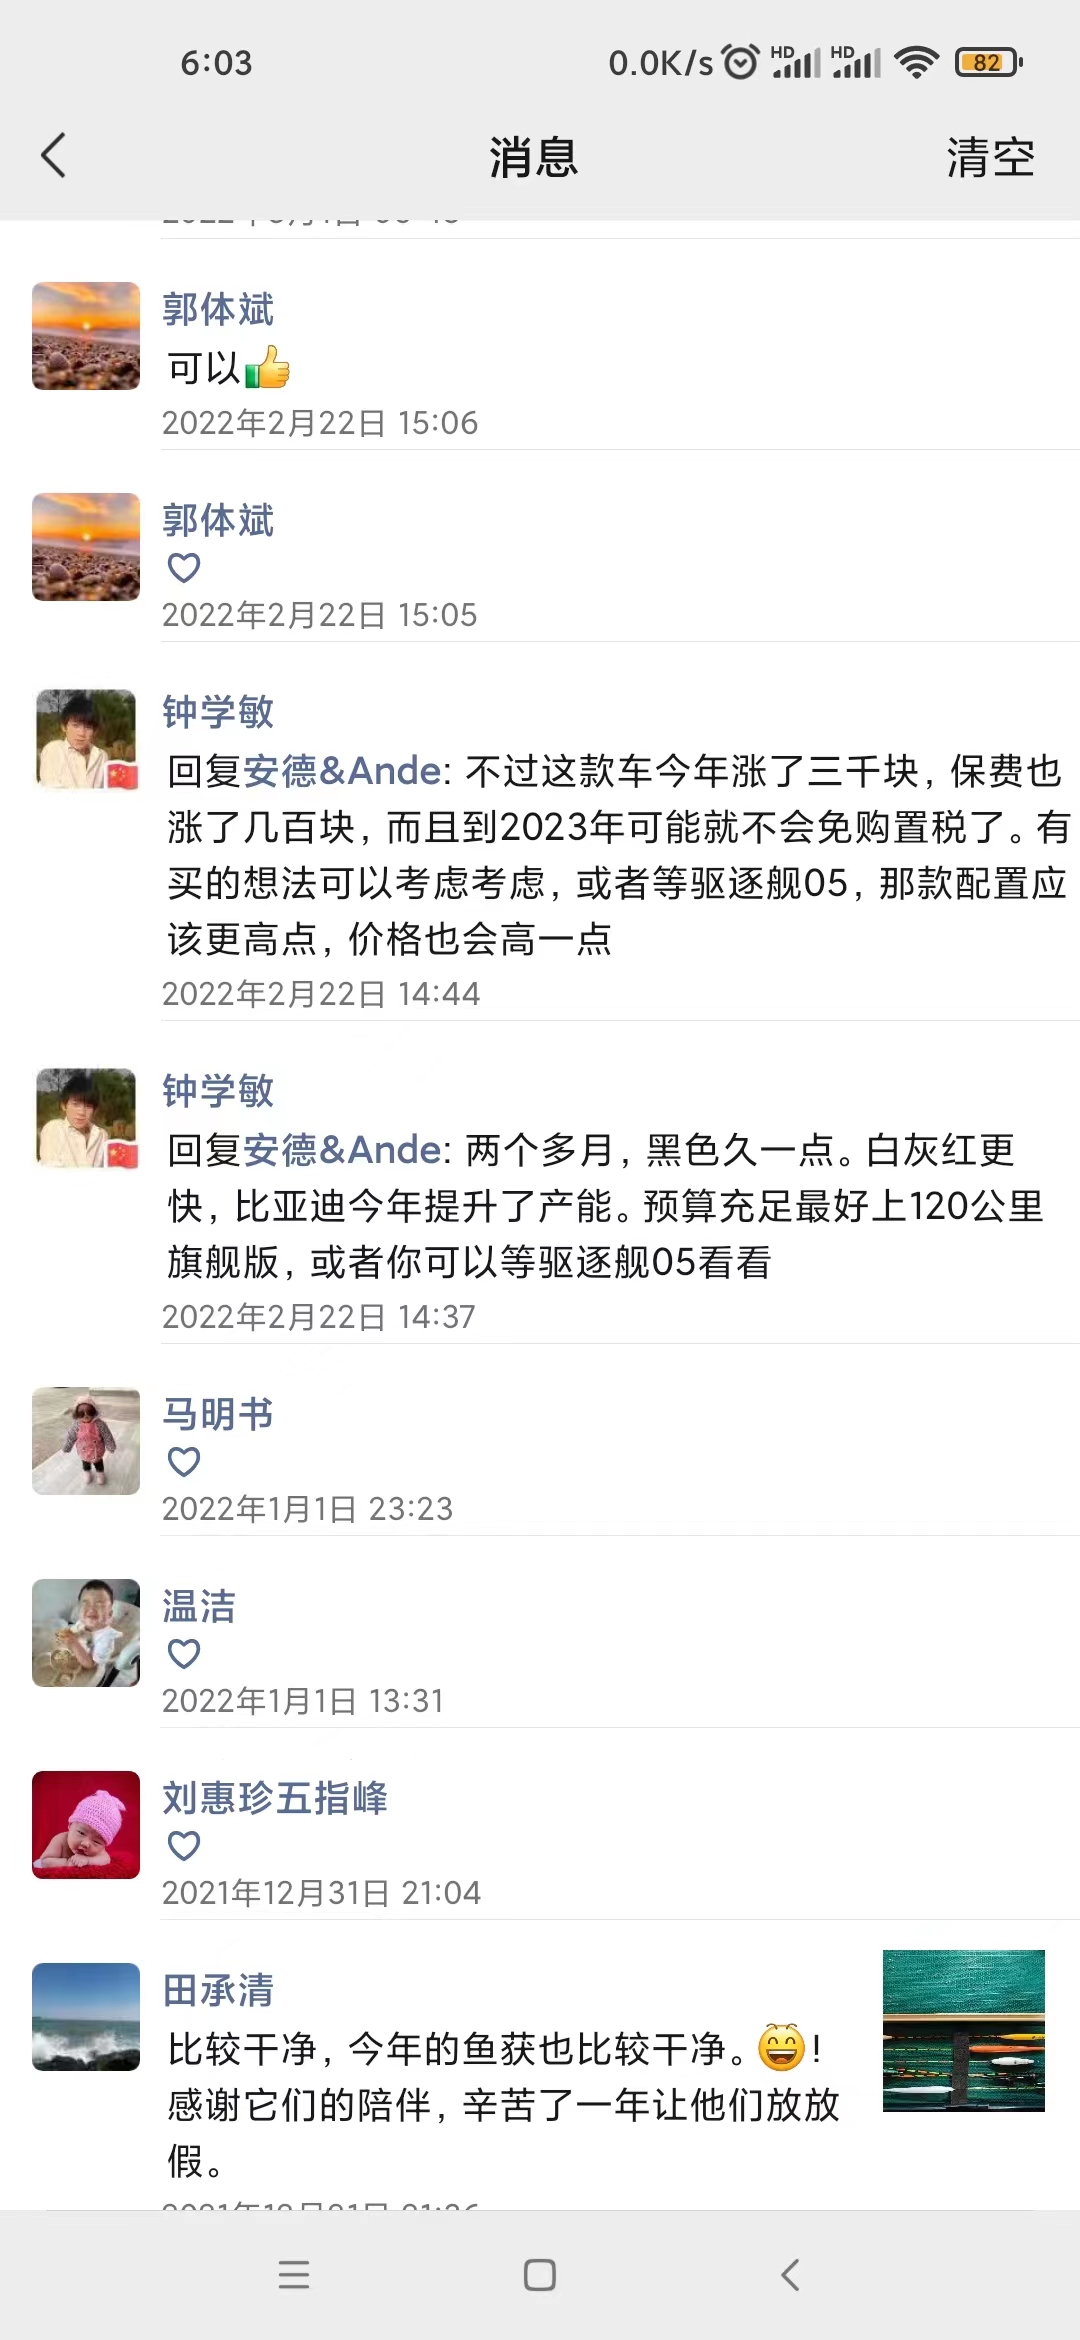 6:03
0.0K/s HD HD 82
消息
清空
郭体斌
可以👍
2022年2月22日 15:06
郭体斌
♡
2022年2月22日 15:05
钟学敏
回复安德&Ande: 不过这款车今年涨了三千块，保费也
涨了几百块，而且到2023年可能就不会免购置税了。有
买的想法可以考虑考虑，或者等驱逐舰05，那款配置应
该更高点，价格也会高一点
2022年2月22日 14:44
钟学敏
回复安德&Ande: 两个多月，黑色久一点。白灰红更
快，比亚迪今年提升了产能。预算充足最好上120公里
旗舰版，或者你可以等驱逐舰05看看
2022年2月22日 14:37
马明书
♡
2022年1月1日 23:23
温洁
♡
2022年1月1日 13:31
刘惠珍五指峰
♡
2021年12月31日 21:04
田承清
比较干净，今年的鱼获也比较干净。😄!
感谢它们的陪伴，辛苦了一年让他们放放
假。